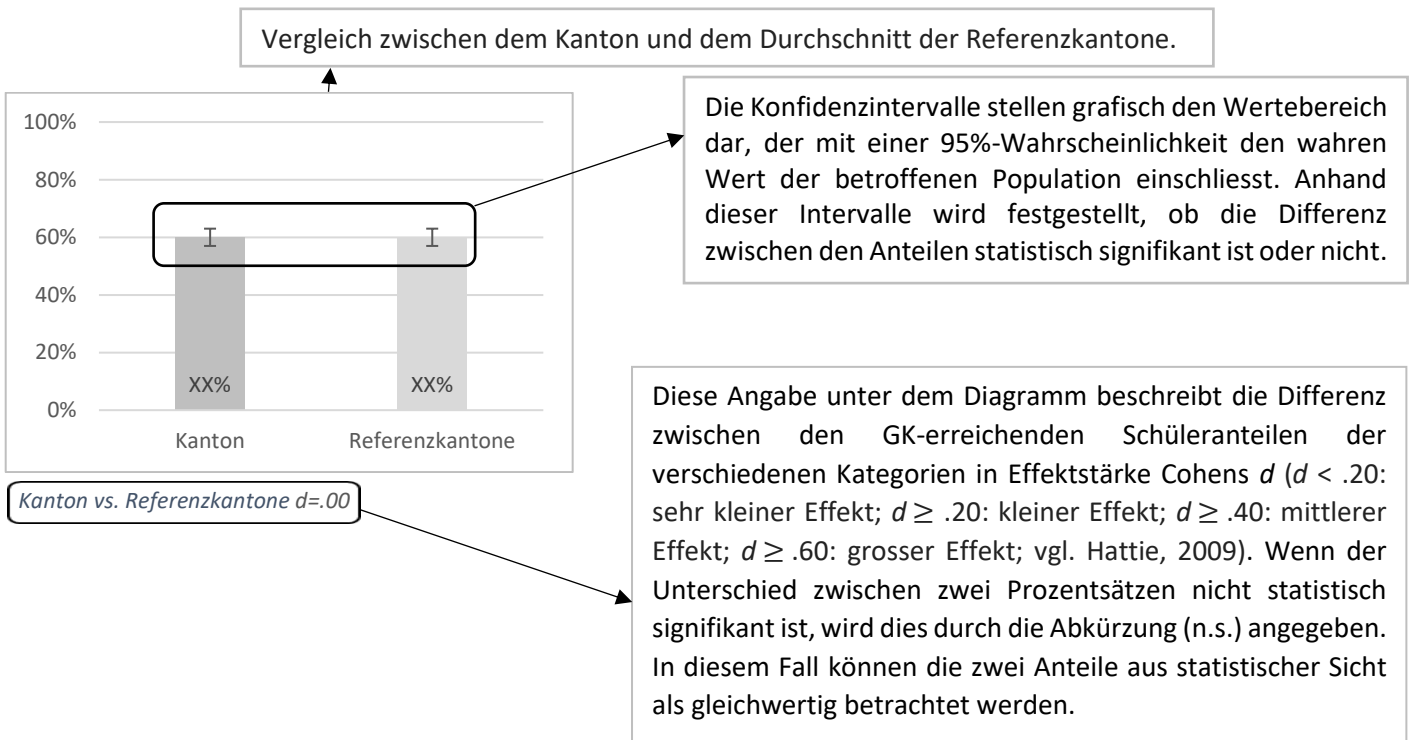 Vergleich zwischen dem Kanton und dem Durchschnitt der Referenzkantone.
100%
80%
60%
40%
20%
0%
XX%
XX%
Kanton
Referenzkantone
Kanton vs. Referenzkantone d=.00
Die Konfidenzintervalle stellen grafisch den Wertebereich
dar, der mit einer 95%-Wahrscheinlichkeit den wahren
Wert der betroffenen Population einschliesst. Anhand
dieser Intervalle wird festgestellt, ob die Differenz
zwischen den Anteilen statistisch signifikant ist oder nicht.
Diese Angabe unter dem Diagramm beschreibt die Differenz
zwischen den GK-erreichenden Schüleranteilen der
verschiedenen Kategorien in Effektstärke Cohens d (d < .20:
sehr kleiner Effekt; d ≥ .20: kleiner Effekt; d ≥ .40: mittlerer
Effekt; d ≥ .60: grosser Effekt; vgl. Hattie, 2009). Wenn der
Unterschied zwischen zwei Prozentsätzen nicht statistisch
signifikant ist, wird dies durch die Abkürzung (n.s.) angegeben.
In diesem Fall können die zwei Anteile aus statistischer Sicht
als gleichwertig betrachtet werden.